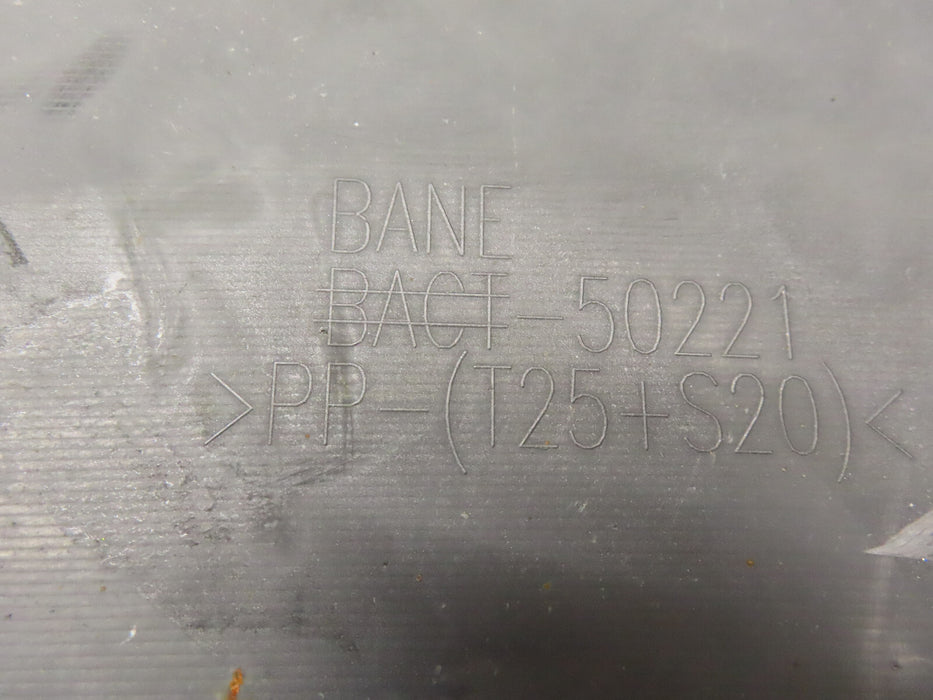 BANE
BACT-50221
>PP-(T25+S20)<